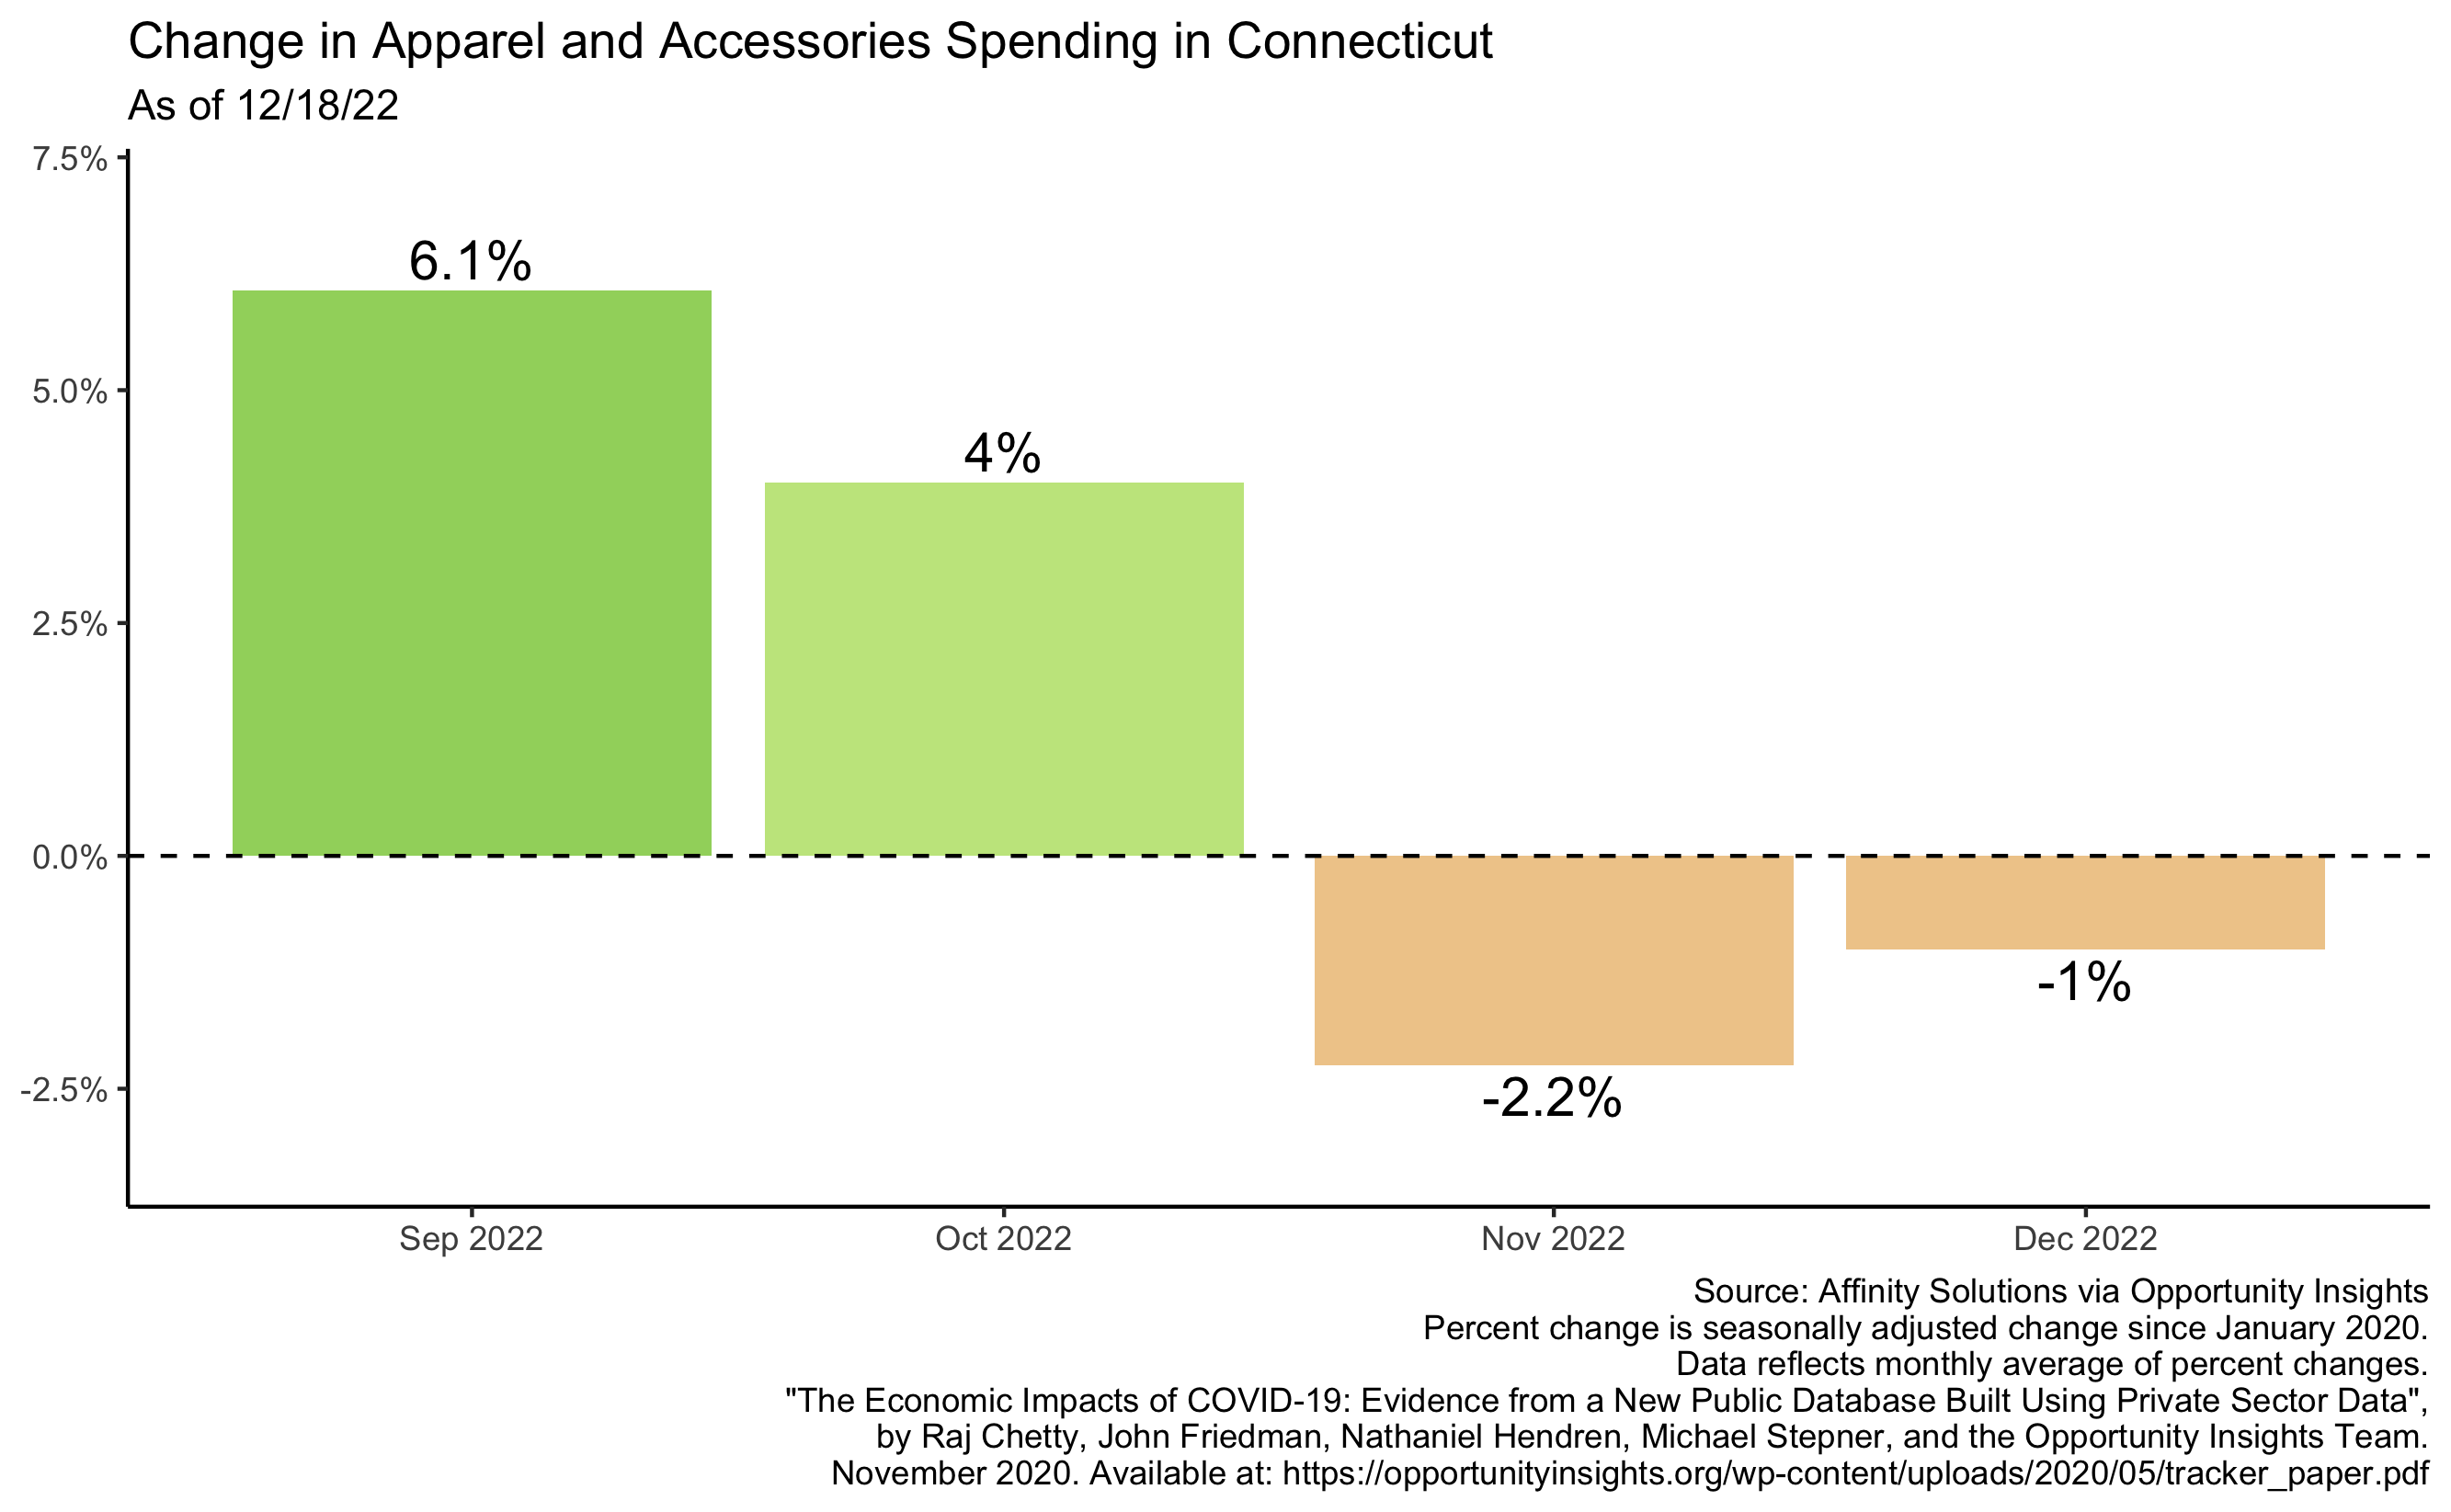 Change in Apparel and Accessories Spending in Connecticut
As of 12/18/22
7.5%
5.0%
2.5%
0.0%
-2.5%
6.1%
4%
-2.2%
-1%
Sep 2022
Oct 2022
Nov 2022
Dec 2022
Source: Affinity Solutions via Opportunity Insights
Percent change is seasonally adjusted change since January 2020.
Data reflects monthly average of percent changes.
"The Economic Impacts of COVID-19: Evidence from a New Public Database Built Using Private Sector Data",
by Raj Chetty, John Friedman, Nathaniel Hendren, Michael Stepner, and the Opportunity Insights Team.
November 2020. Available at: https://opportunityinsights.org/wp-content/uploads/2020/05/tracker_paper.pdf